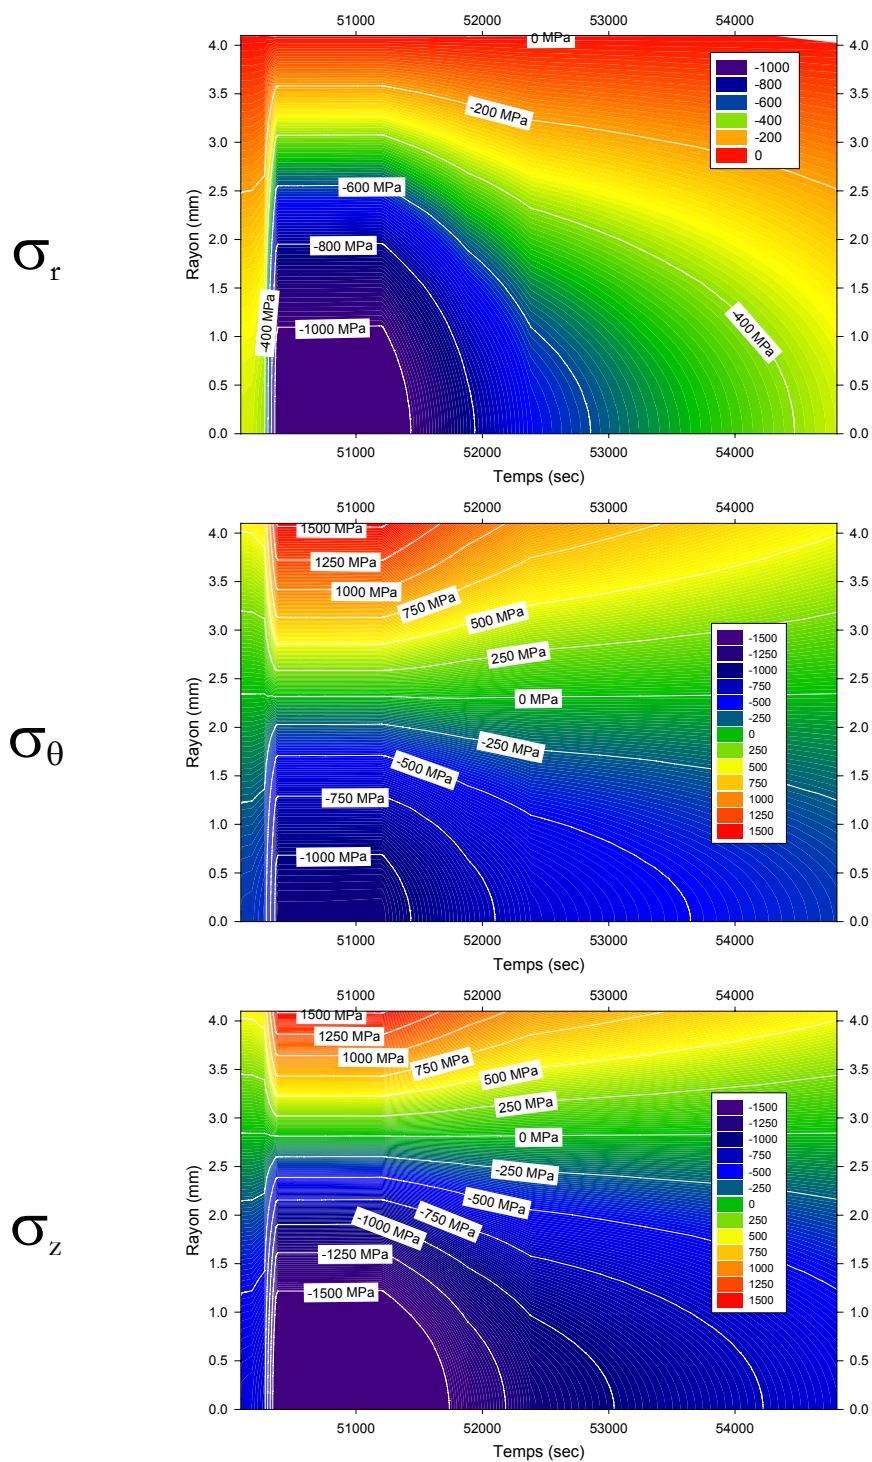 51000 52000 53000 54000
4.0 3.5 3.0 2.5 2.0 1.5 1.0 0.5 0.0
Rayon (mm)
σr
0 MPa
-200 MPa
-600 MPa
-800 MPa
-1000 MPa
-400 MPa
-400 MPa
-1000
-800
-600
-400
-200
0
4.0 3.5 3.0 2.5 2.0 1.5 1.0 0.5 0.0
51000 52000 53000 54000
Temps (sec)
51000 52000 53000 54000
4.0 3.5 3.0 2.5 2.0 1.5 1.0 0.5 0.0
Rayon (mm)
σθ
1500 MPa
1250 MPa
1000 MPa
750 MPa
500 MPa
250 MPa
0 MPa
-250 MPa
-500 MPa
-750 MPa
-1000 MPa
-1500
-1250
-1000
-750
-500
-250
0
250
500
750
1000
1250
1500
4.0 3.5 3.0 2.5 2.0 1.5 1.0 0.5 0.0
51000 52000 53000 54000
Temps (sec)
51000 52000 53000 54000
4.0 3.5 3.0 2.5 2.0 1.5 1.0 0.5 0.0
Rayon (mm)
σz
1500 MPa
1250 MPa
1000 MPa
750 MPa
500 MPa
250 MPa
0 MPa
-250 MPa
-500 MPa
-750 MPa
-1000 MPa
-1250 MPa
-1500 MPa
-1500
-1250
-1000
-750
-500
-250
0
250
500
750
1000
1250
1500
4.0 3.5 3.0 2.5 2.0 1.5 1.0 0.5 0.0
51000 52000 53000 54000
Temps (sec)